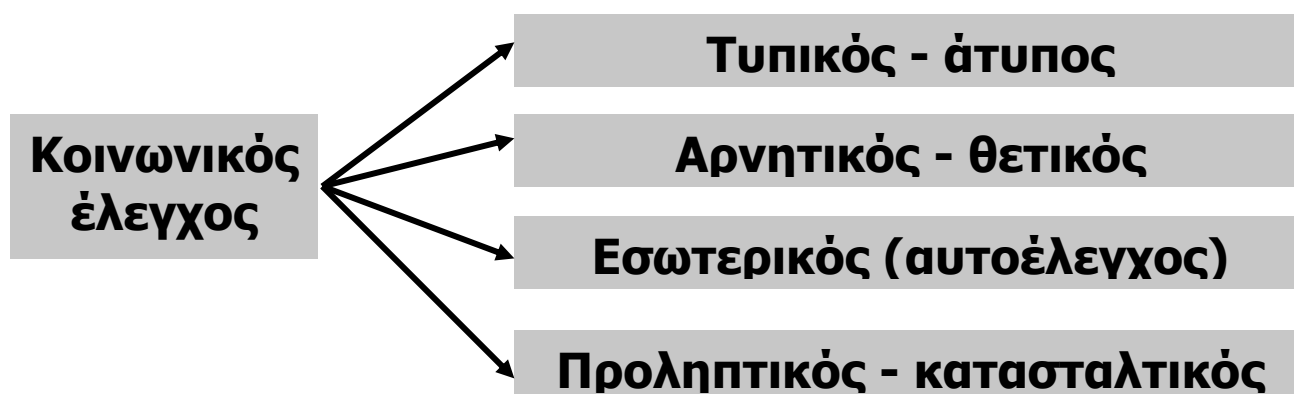 Κοινωνικός
έλεγχος
Τυπικός - άτυπος
Αρνητικός - θετικός
Εσωτερικός (αυτοέλεγχος)
Προληπτικός - κατασταλτικός